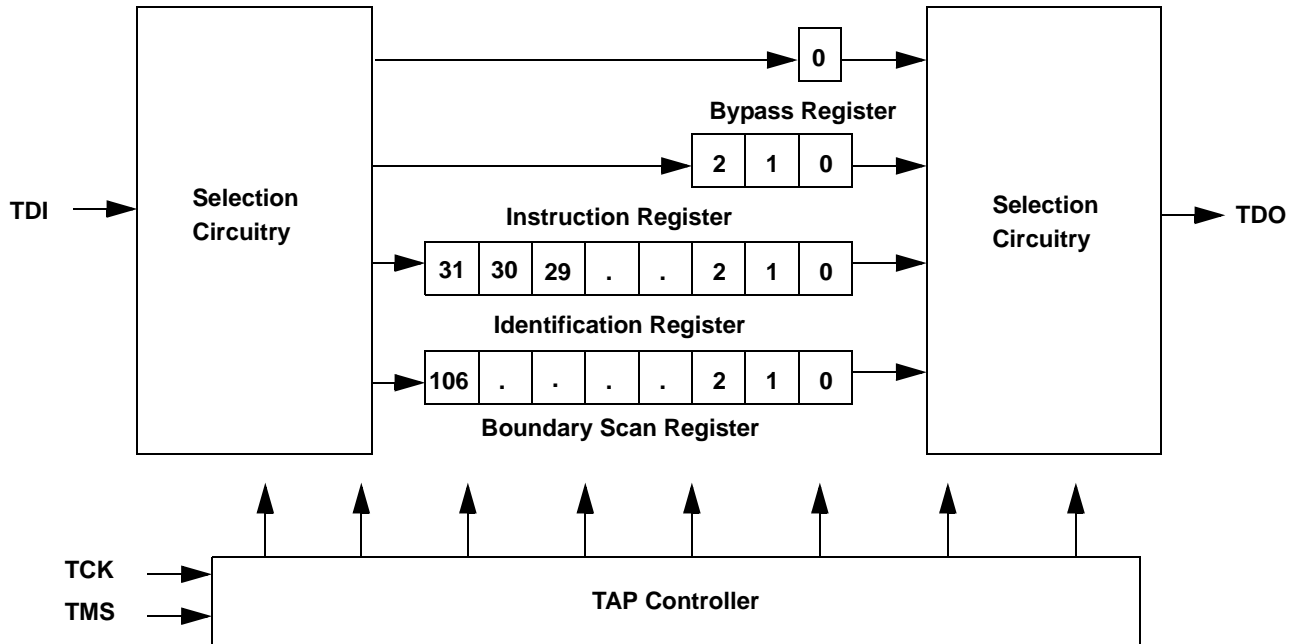 0
Bypass Register
2 1 0
TDI
Selection
Circuitry
Instruction Register
31 30 29 . . 2 1 0
Identification Register
106 . . . . 2 1 0
Boundary Scan Register
Selection
Circuitry
TDO
TCK
TMS
TAP Controller